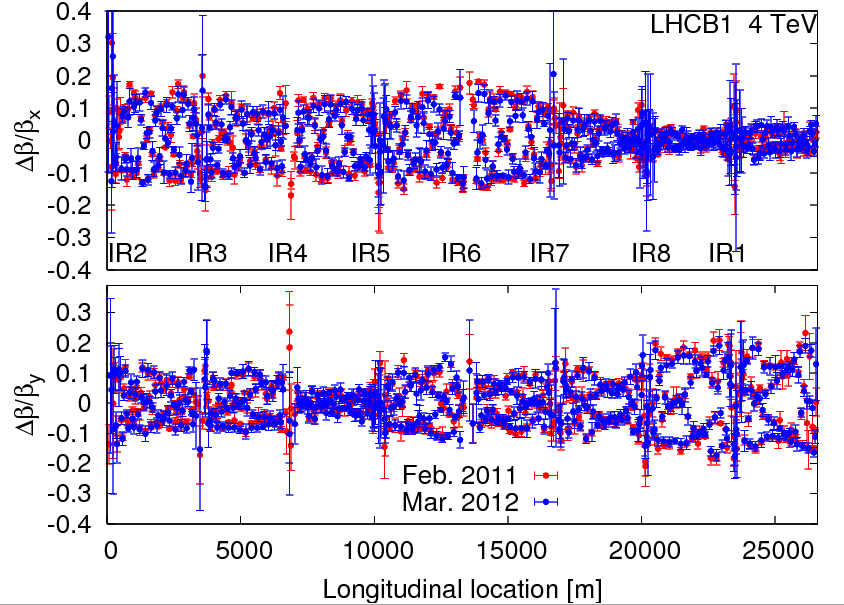 LHCB1 4 TeV
0.4
0.3
0.2
0.1
0
-0.1
-0.2
-0.3
-0.4
Δβ/βx
IR2 IR3 IR4 IR5 IR6 IR7 IR8 IR1
0.3
0.2
0.1
0
-0.1
-0.2
-0.3
-0.4
Δβ/βy
Feb. 2011
Mar. 2012
0 5000 10000 15000 20000 25000
Longitudinal location [m]